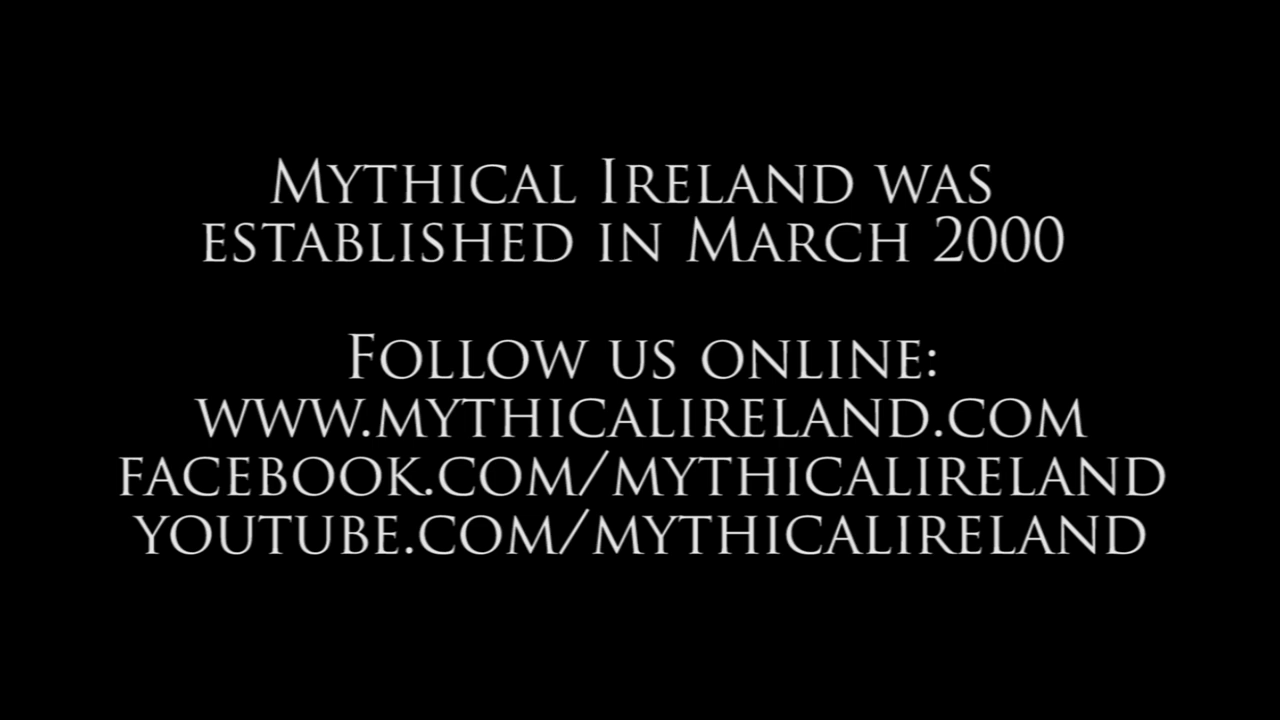 Mythical Ireland was
established in March 2000
Follow us online:
www.mythicalireland.com
facebook.com/mythicalireland
youtube.com/mythicalireland